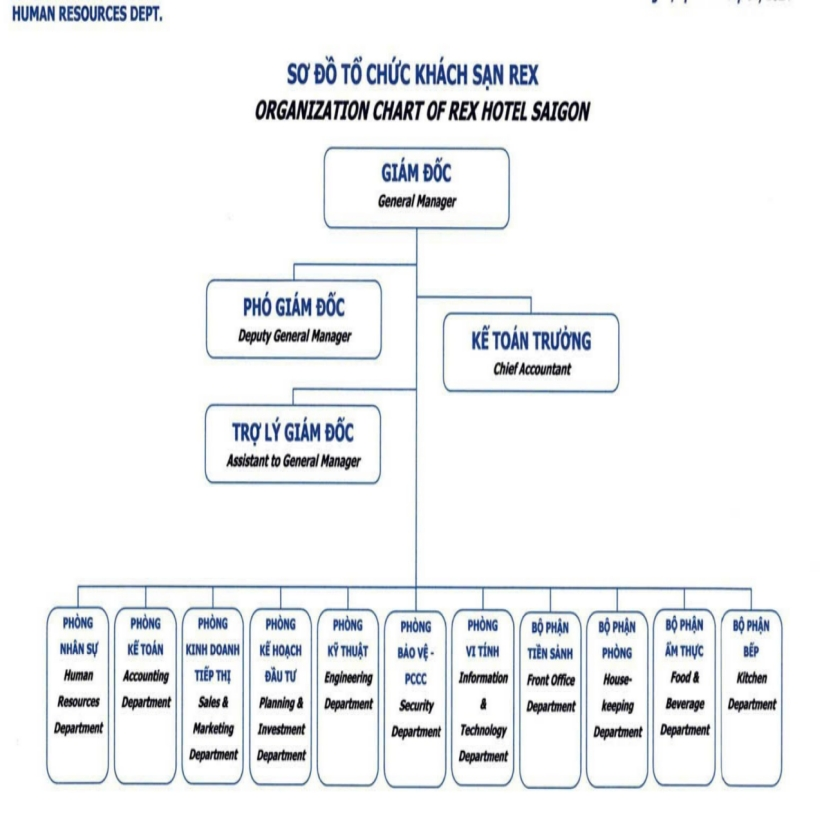 HUMAN RESOURCES DEPT.
SƠ ĐỒ TỔ CHỨC KHÁCH SẠN REX
ORGANIZATION CHART OF REX HOTEL SAIGON
GIÁM ĐỐC
General Manager
PHÓ GIÁM ĐỐC
Deputy General Manager
KẾ TOÁN TRƯỞNG
Chief Accountant
TRỢ LÝ GIÁM ĐỐC
Assistant to General Manager
PHÒNG
NHÂN SỰ
Human
Resources
Department
PHÒNG
KẾ TOÁN
Accounting
Department
PHÒNG
KINH DOANH
TIẾP THỊ
Sales &
Marketing
Department
PHÒNG
KẾ HOẠCH
ĐẦU TƯ
Planning &
Investment
Department
PHÒNG
KỸ THUẬT
Engineering
Department
PHÒNG
BẢO VỆ -
PCCC
Security
Department
PHÒNG
VI TÍNH
Information
&
Technology
Department
BỘ PHẬN
TIỀN SẢNH
Front Office
Department
BỘ PHẬN
PHÒNG
House-
keeping
Department
BỘ PHẬN
ẨM THỰC
Food &
Beverage
Department
BỘ PHẬN
BẾP
Kitchen
Department